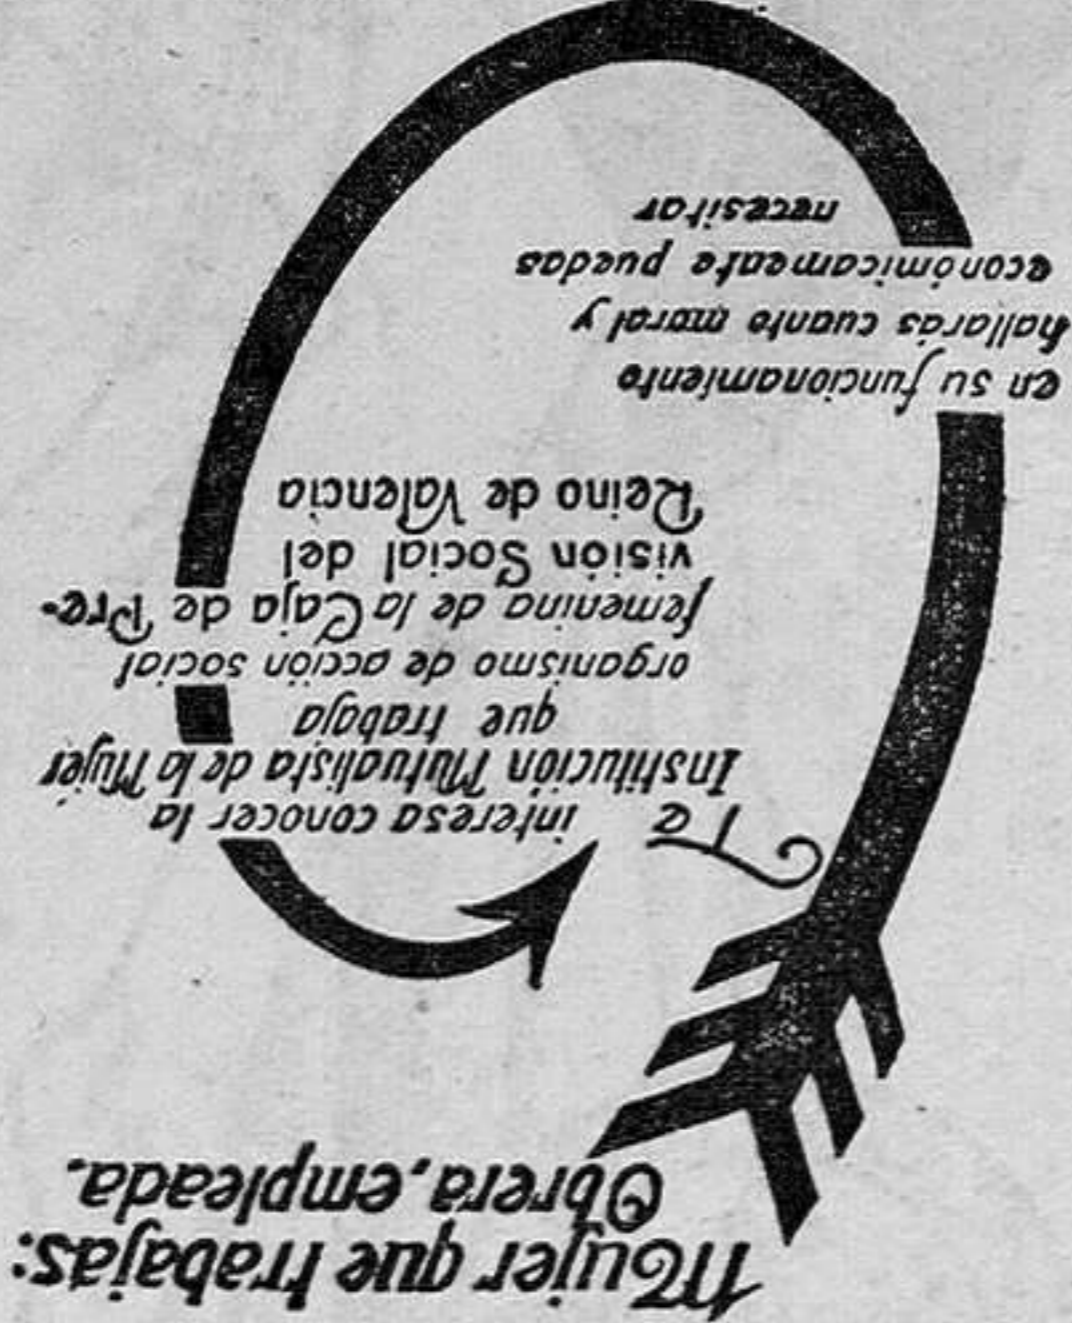 Mujer que trabajas:
Obrera, empleada.
Te interesa conocer la
Institución Mutualista de la Mujer
que trabaja
organismo de acción social
femenina de la Caja de Pre-
visión Social del
Reino de Valencia
en su funcionamiento
hallarás cuanto moral y
económicamente puedas
necesitar